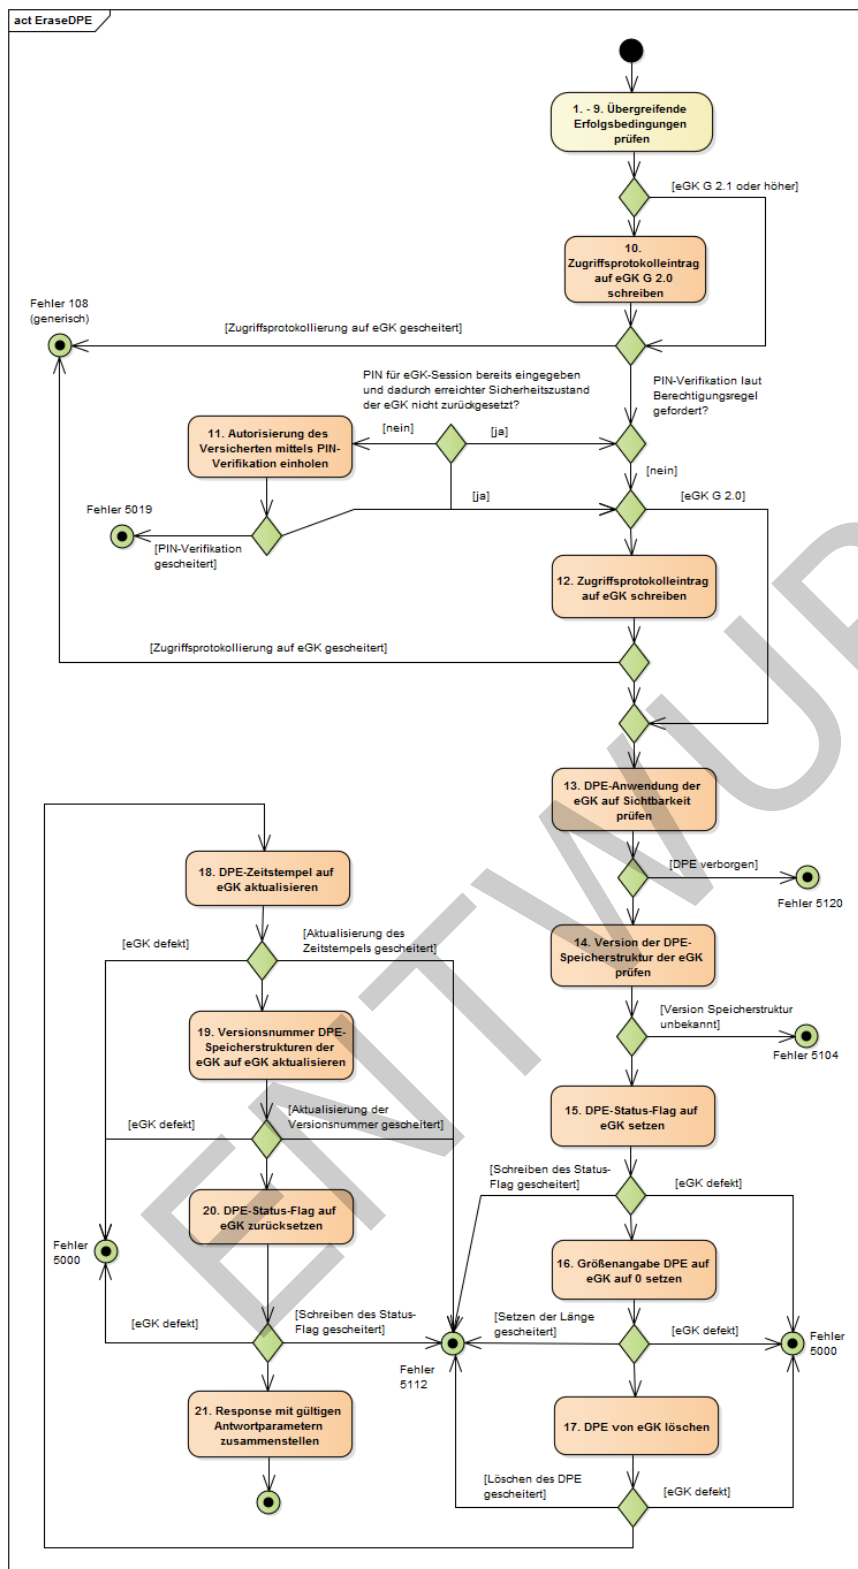 act EraseDPE
1. - 9. Übergreifende
Erfolgsbedingungen
prüfen
[eGK G 2.1 oder höher]
10.
Zugriffsprotokolleintrag
auf eGK G 2.0
schreiben
Fehler 108
(generisch)
[Zugriffsprotokollierung auf eGK gescheitert]
PIN für eGK-Session bereits eingegeben
und dadurch erreichter Sicherheitszustand
der eGK nicht zurückgesetzt?
PIN-Verifikation laut
Berechtigungsregel
gefordert?
11. Autorisierung des
Versicherten mittels PIN-
Verifikation einholen
[nein]
[ja]
[nein]
Fehler 5019
[ja]
[eGK G 2.0]
[PIN-Verifikation
gescheitert]
12. Zugriffsprotokolleintrag
auf eGK schreiben
[Zugriffsprotokollierung auf eGK gescheitert]
13. DPE-Anwendung der
eGK auf Sichtbarkeit
prüfen
[DPE verborgen]
Fehler 5120
14. Version der DPE-
Speicherstruktur der eGK
prüfen
[Version Speicherstruktur
unbekannt]
Fehler 5104
15. DPE-Status-Flag auf
eGK setzen
[Schreiben des Status-
Flag gescheitert]
[eGK defekt]
16. Größenangabe DPE auf
eGK auf 0 setzen
[Setzen der Länge
gescheitert]
[eGK defekt]
Fehler
5000
Fehler
5112
17. DPE von eGK löschen
[Löschen des DPE
gescheitert]
[eGK defekt]
18. DPE-Zeitstempel auf
eGK aktualisieren
[eGK defekt]
[Aktualisierung des
Zeitstempels gescheitert]
19. Versionsnummer DPE-
Speicherstrukturen der
eGK auf eGK aktualisieren
[eGK defekt]
[Aktualisierung der
Versionsnummer gescheitert]
20. DPE-Status-Flag auf
eGK zurücksetzen
Fehler
5000
[eGK defekt]
[Schreiben des Status-
Flag gescheitert]
21. Response mit gültigen
Antwortparametern
zusammenstellen